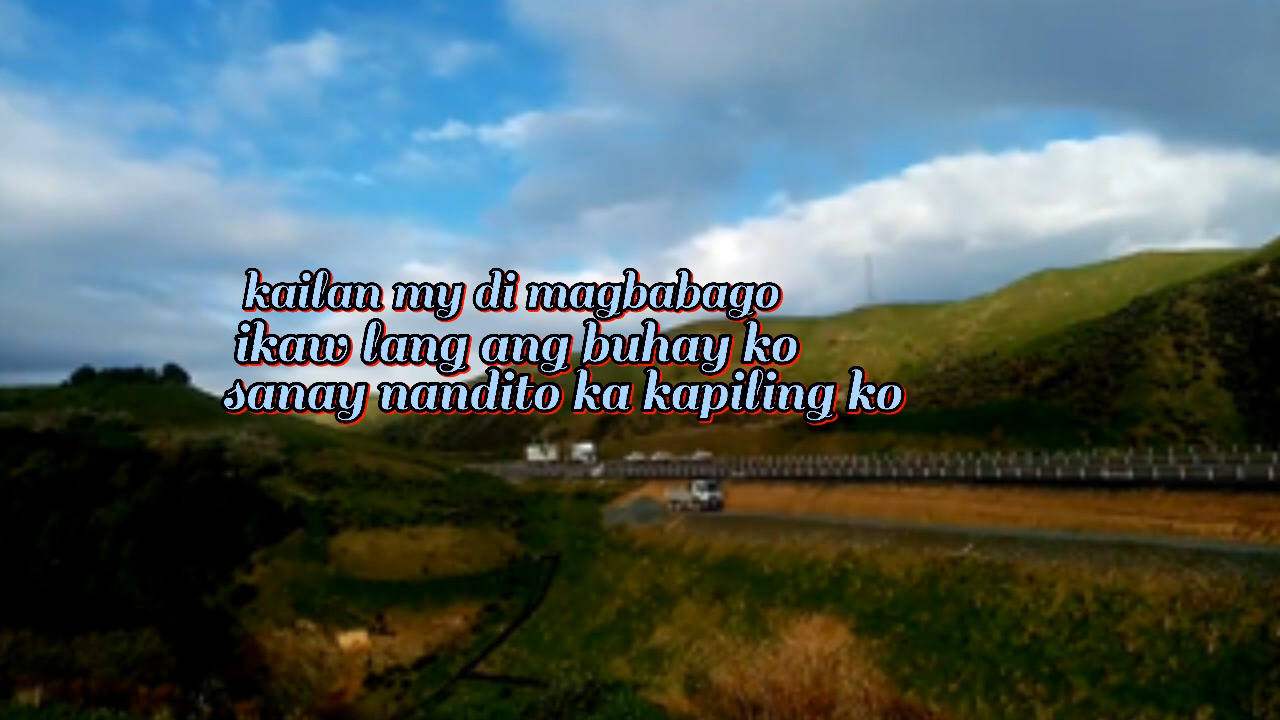 kailan my di magbabago
ikaw lang ang buhay ko
sanay nandito ka kapiling ko